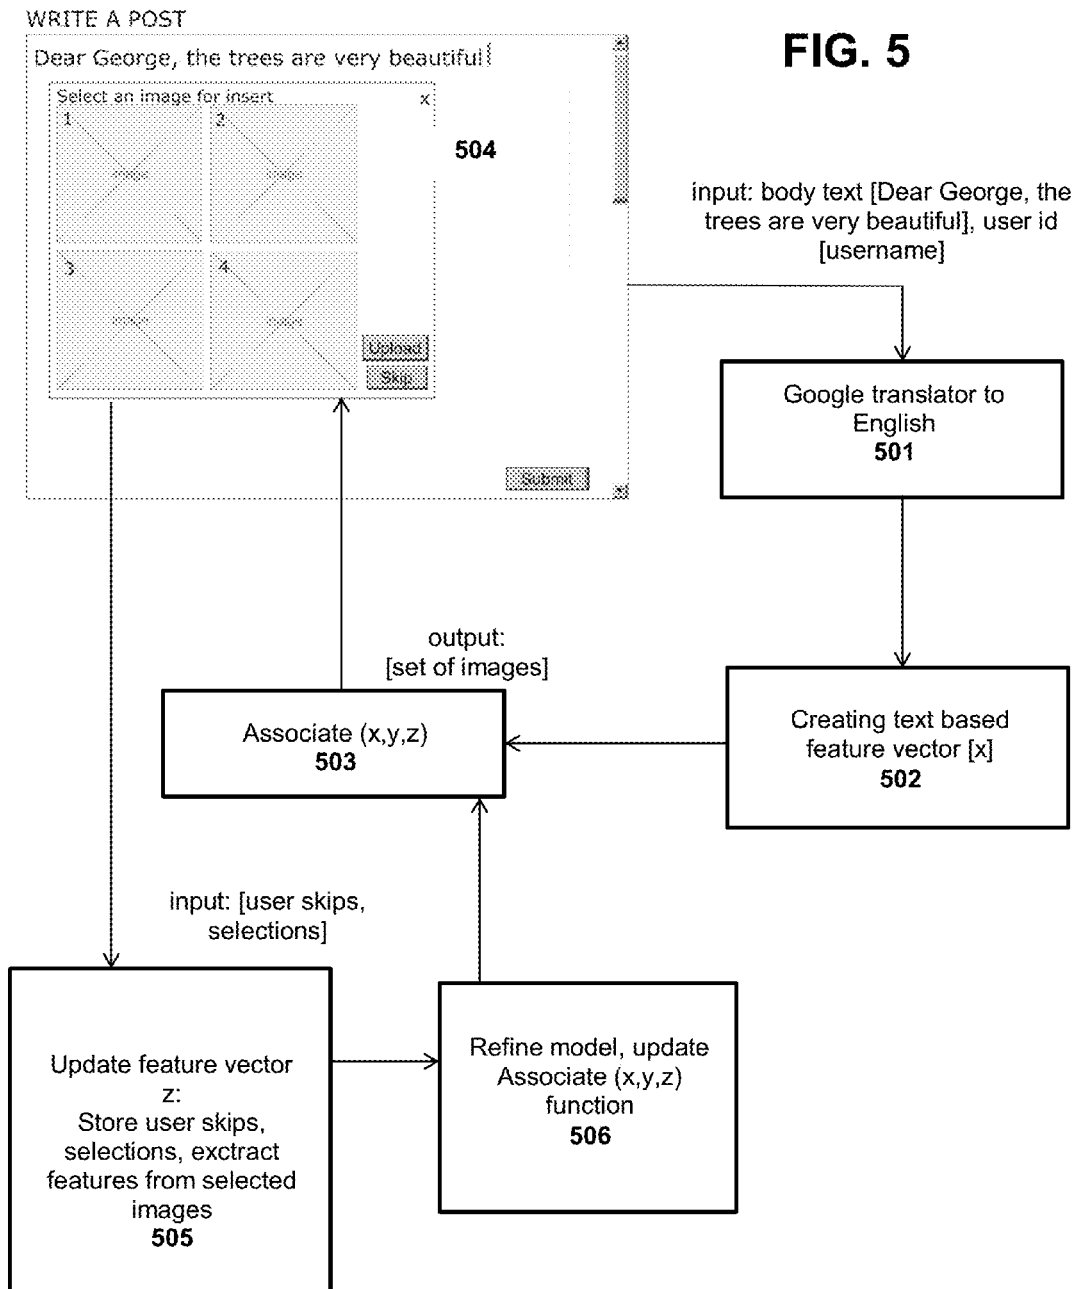 WRITE A POST
FIG. 5
Dear George, the trees are very beautiful
Select an image for insert
x
1
2
image
image
504
3
4
image
image
Upload
Skip
Submit
input: body text [Dear George, the
trees are very beautiful], user id
[username]
Google translator to
English
501
output:
[set of images]
Associate (x,y,z)
503
Creating text based
feature vector [x]
502
input: [user skips,
selections]
Update feature vector
z:
Store user skips,
selections, exctract
features from selected
images
505
Refine model, update
Associate (x,y,z)
function
506